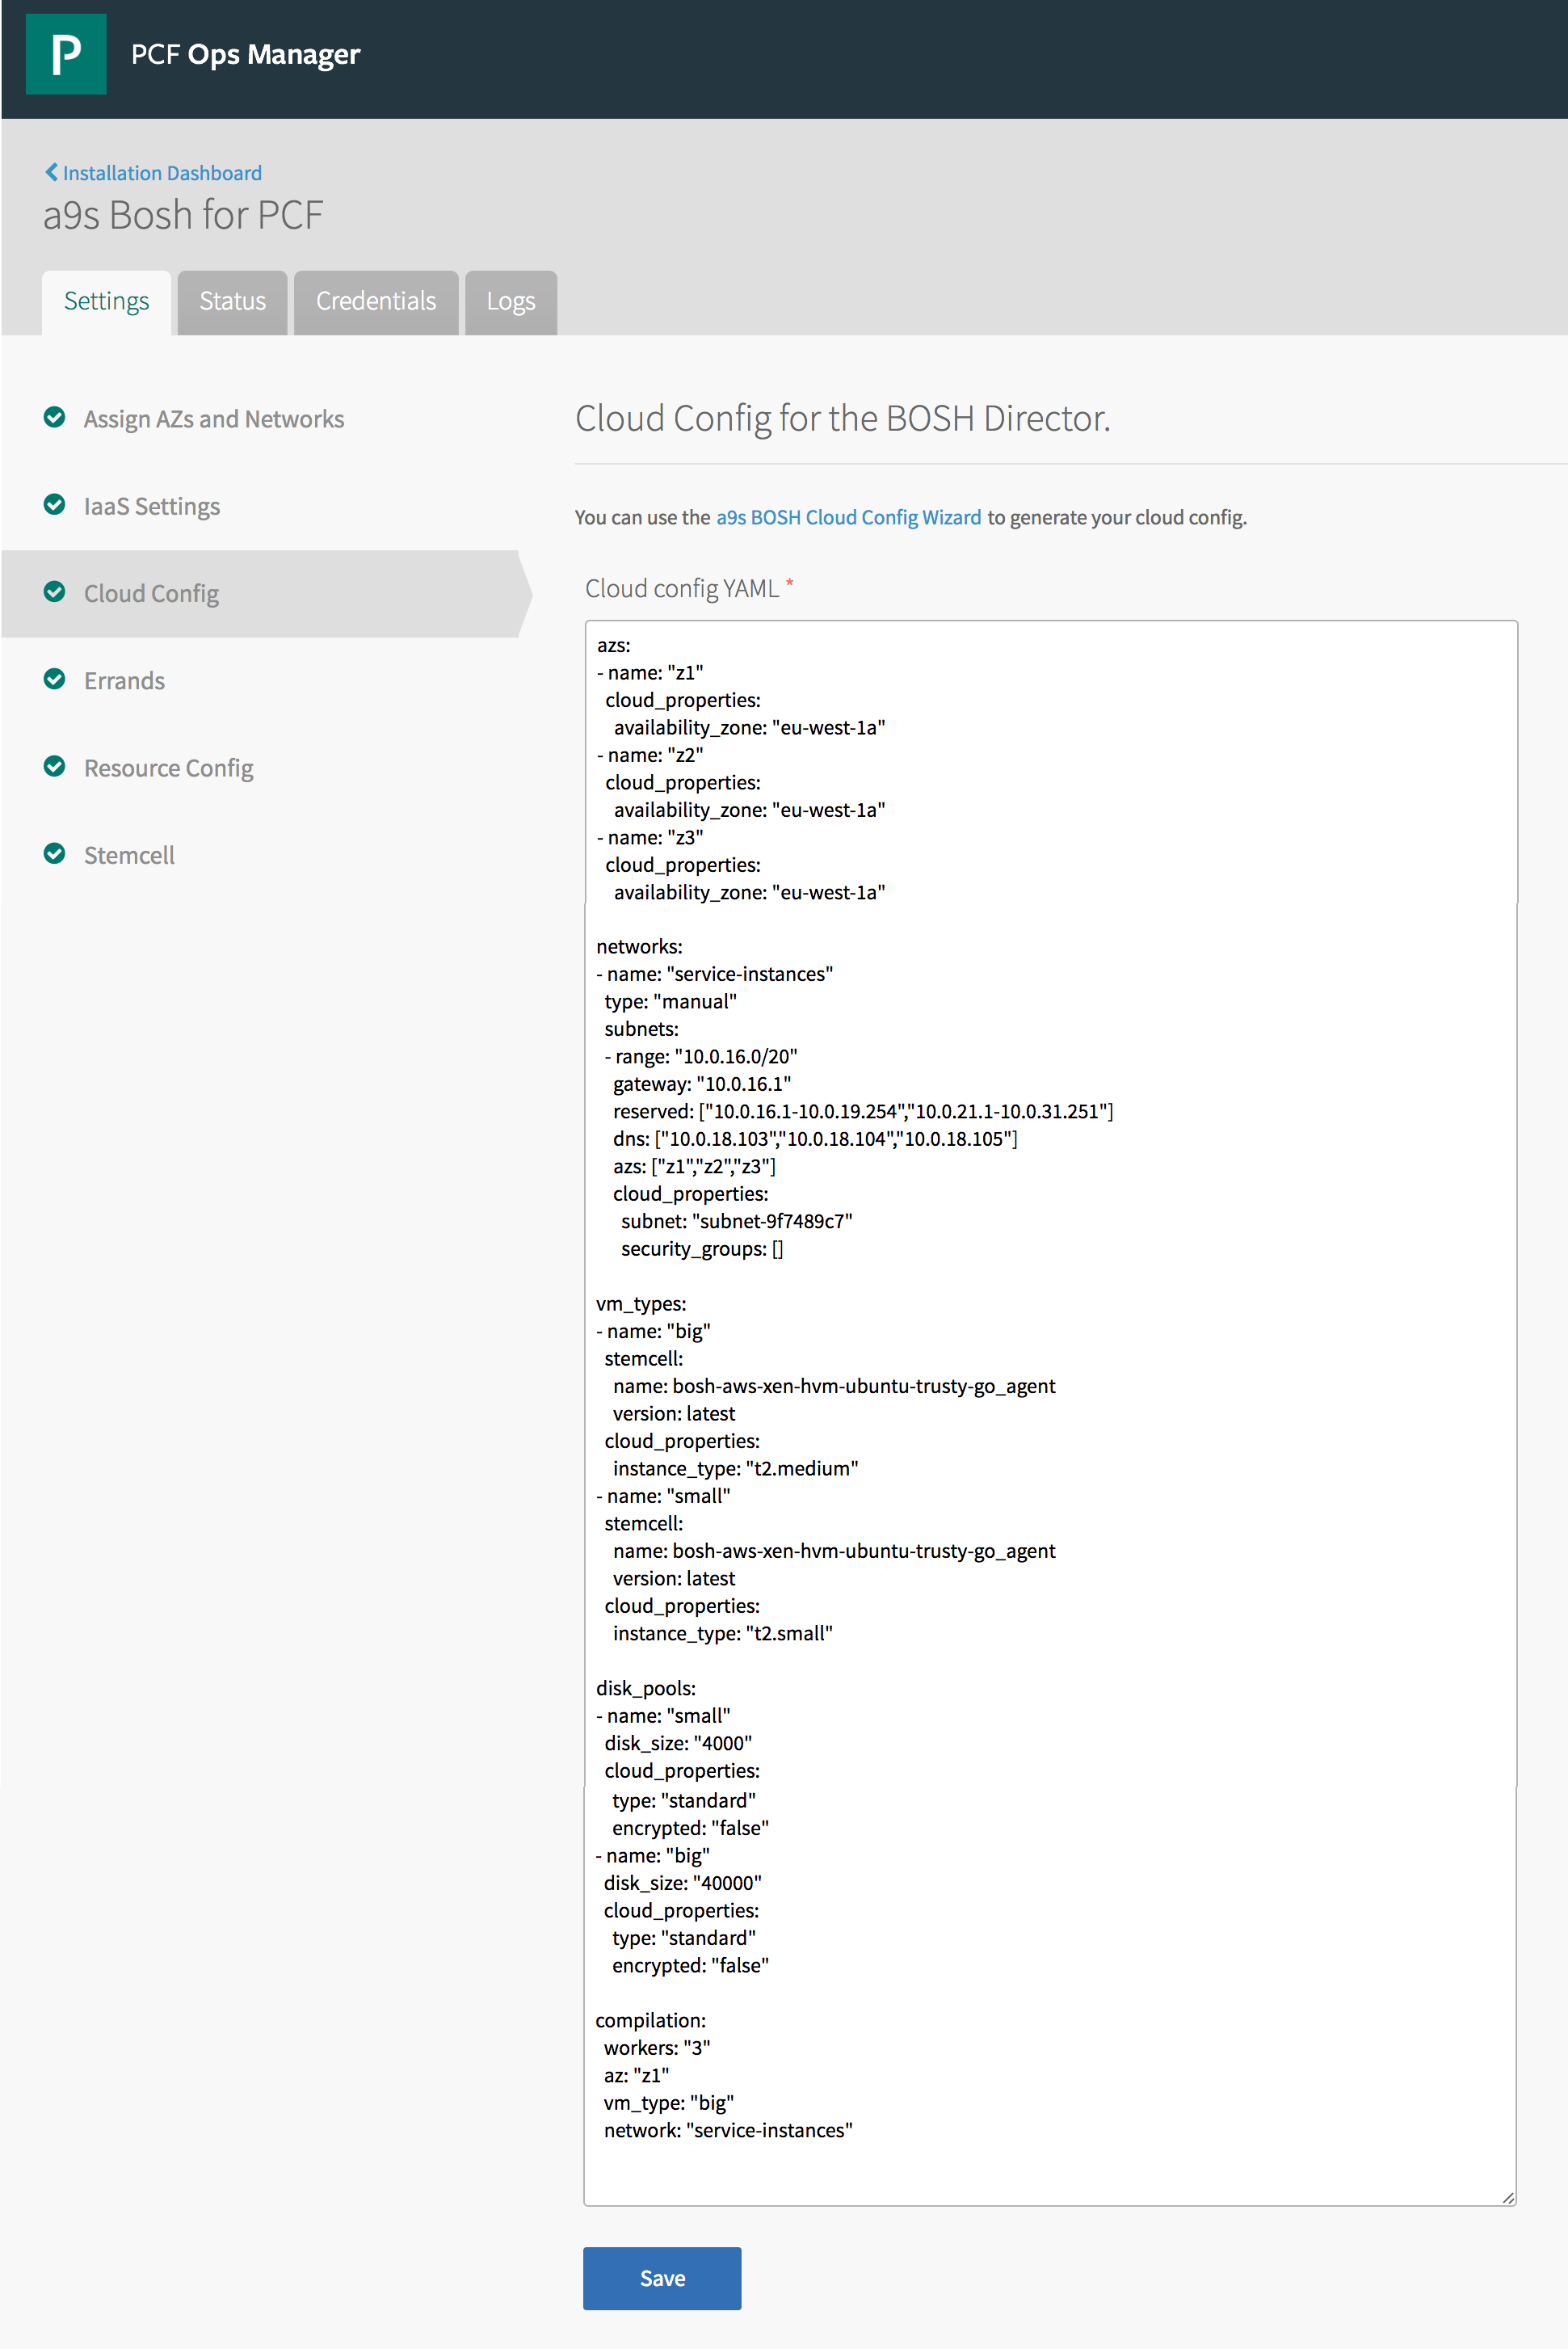 P
PCF Ops Manager
Installation Dashboard
a9s Bosh for PCF
Settings
Status
Credentials
Logs
Assign AZs and Networks
IaaS Settings
Cloud Config
Errands
Resource Config
Stemcell
Cloud Config for the BOSH Director.
You can use the a9s BOSH Cloud Config Wizard to generate your cloud config.
Cloud config YAML *
azs:
- name: "z1"
  cloud_properties:
    availability_zone: "eu-west-1a"
- name: "z2"
  cloud_properties:
    availability_zone: "eu-west-1a"
- name: "z3"
  cloud_properties:
    availability_zone: "eu-west-1a"
networks:
- name: "service-instances"
  type: "manual"
  subnets:
  - range: "10.0.16.0/20"
    gateway: "10.0.16.1"
    reserved: ["10.0.16.1-10.0.19.254","10.0.21.1-10.0.31.251"]
    dns: ["10.0.18.103","10.0.18.104","10.0.18.105"]
    azs: ["z1","z2","z3"]
    cloud_properties:
      subnet: "subnet-9f7489c7"
      security_groups: []
vm_types:
- name: "big"
  stemcell:
    name: bosh-aws-xen-hvm-ubuntu-trusty-go_agent
    version: latest
  cloud_properties:
    instance_type: "t2.medium"
- name: "small"
  stemcell:
    name: bosh-aws-xen-hvm-ubuntu-trusty-go_agent
    version: latest
  cloud_properties:
    instance_type: "t2.small"
disk_pools:
- name: "small"
  disk_size: "4000"
  cloud_properties:
    type: "standard"
    encrypted: "false"
- name: "big"
  disk_size: "40000"
  cloud_properties:
    type: "standard"
    encrypted: "false"
compilation:
  workers: "3"
  az: "z1"
  vm_type: "big"
  network: "service-instances"
Save